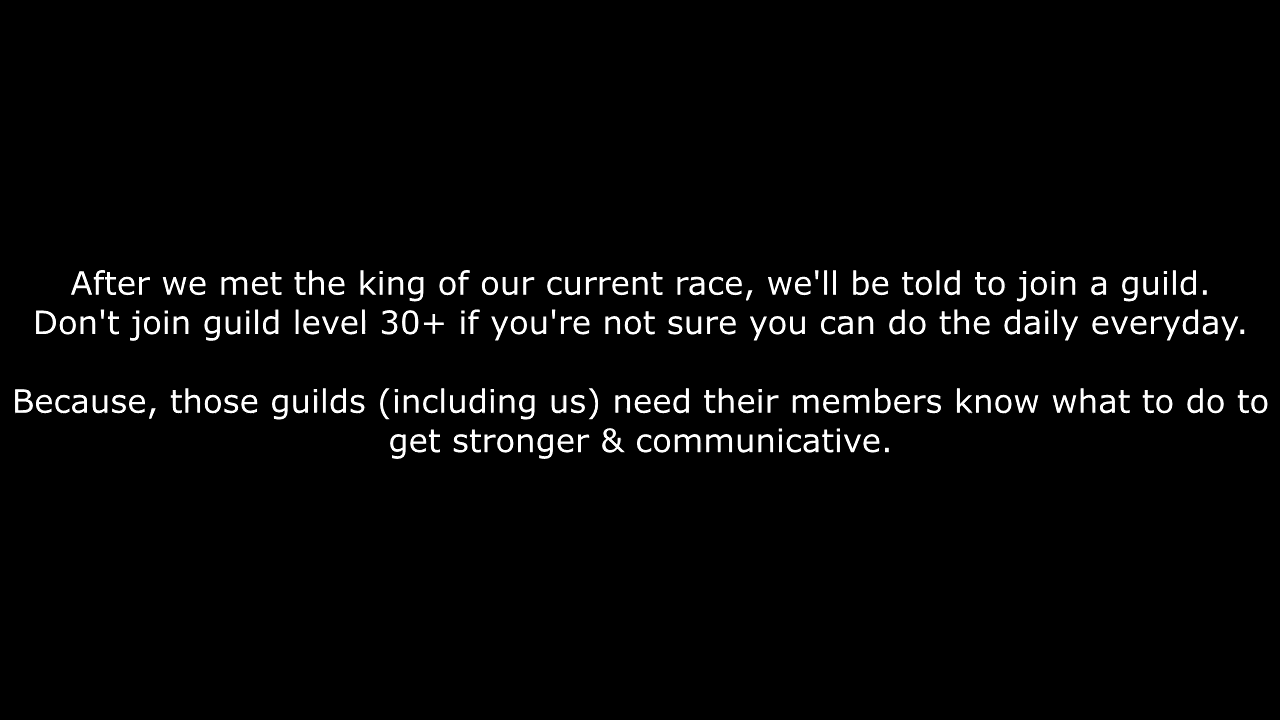 After we met the king of our current race, we'll be told to join a guild.
Don't join guild level 30+ if you're not sure you can do the daily everyday.
Because, those guilds (including us) need their members know what to do to
get stronger & communicative.